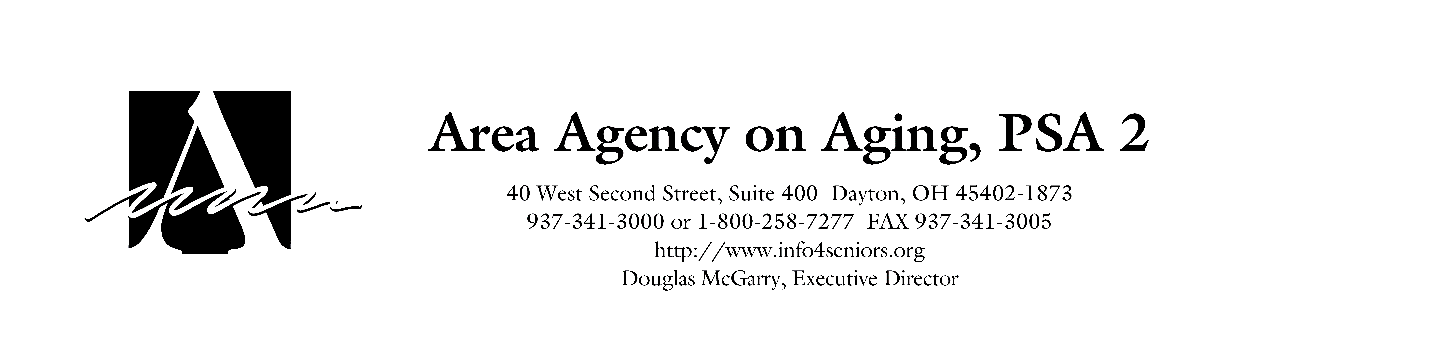 Area Agency on Aging, PSA 2
40 West Second Street, Suite 400 Dayton, OH 45402-1873
937-341-3000 or 1-800-258-7277 FAX 937-341-3005
http://www.info4seniors.org
Douglas McGarry, Executive Director